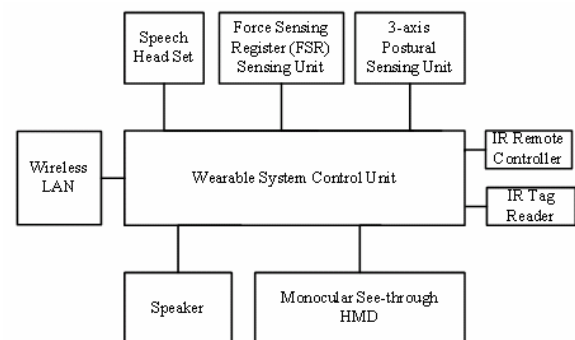 Speech
Head Set
Force Sensing
Register (FSR)
Sensing Unit
3-axis
Postural
Sensing Unit
Wireless
LAN
Wearable System Control Unit
IR Remote
Controller
IR Tag
Reader
Speaker
Monocular See-through
HMD